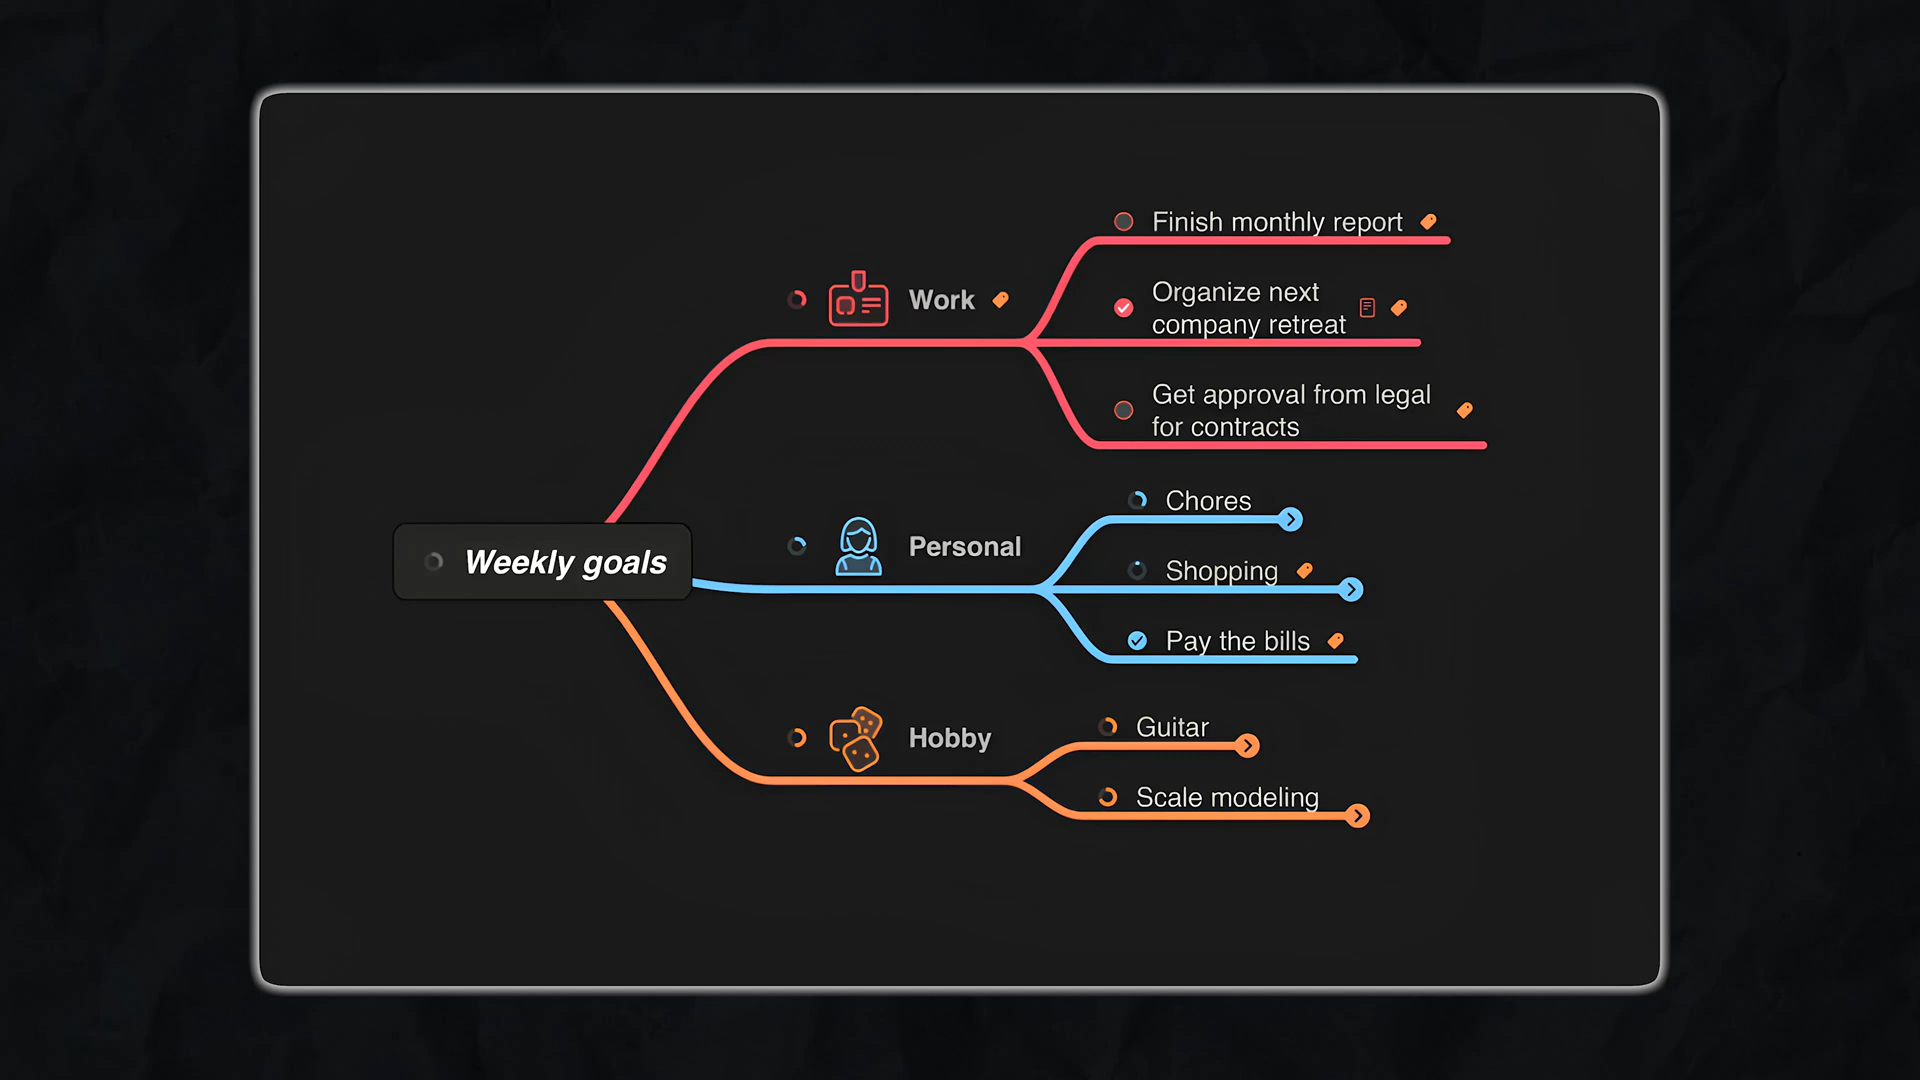 Weekly goals
Work
Finish monthly report
Organize next
company retreat
Get approval from legal
for contracts
Personal
Chores
Shopping
Pay the bills
Hobby
Guitar
Scale modeling